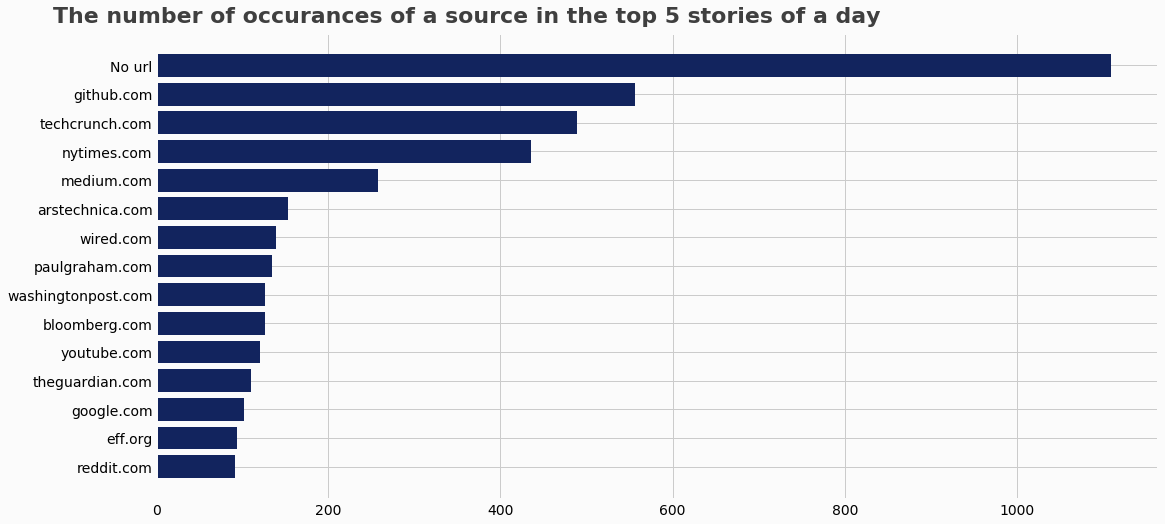 The number of occurances of a source in the top 5 stories of a day
No url
github.com
techcrunch.com
nytimes.com
medium.com
arstechnica.com
wired.com
paulgraham.com
washingtonpost.com
bloomberg.com
youtube.com
theguardian.com
google.com
eff.org
reddit.com
0 200 400 600 800 1000